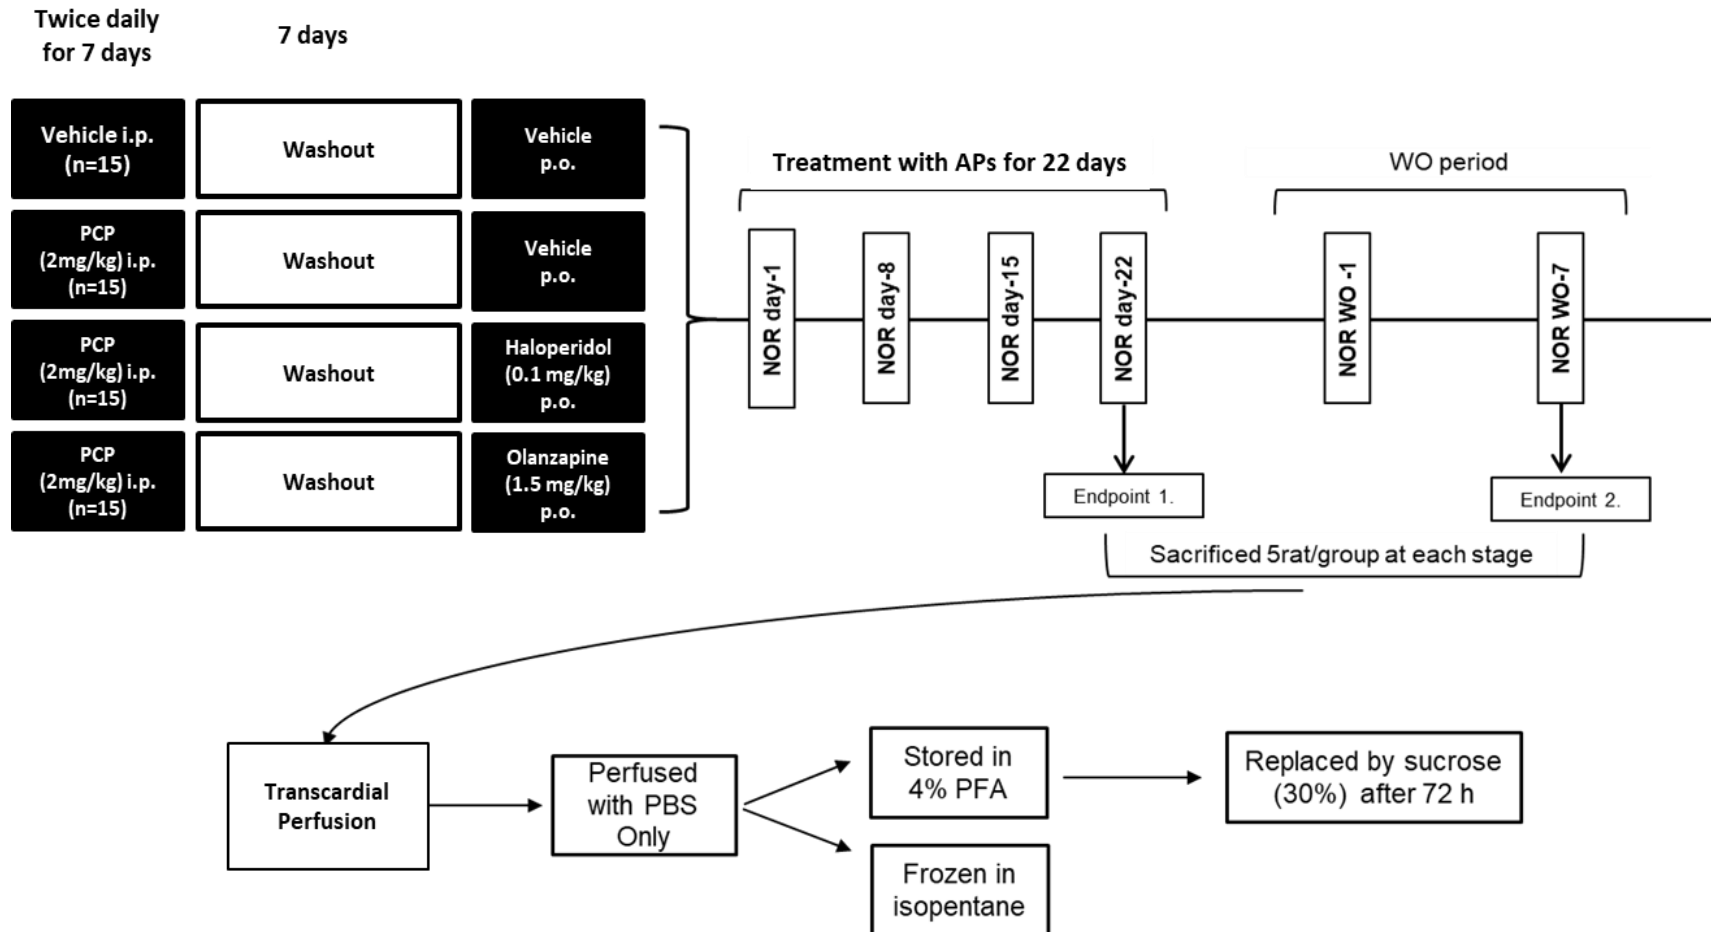 Twice daily
for 7 days
7 days
Vehicle i.p.
(n=15)
Washout
Vehicle
p.o.
PCP
(2mg/kg) i.p.
(n=15)
Washout
Vehicle
p.o.
PCP
(2mg/kg) i.p.
(n=15)
Washout
Haloperidol
(0.1 mg/kg)
p.o.
PCP
(2mg/kg) i.p.
(n=15)
Washout
Olanzapine
(1.5 mg/kg)
p.o.
Treatment with APs for 22 days
WO period
NOR day-1
NOR day-8
NOR day-15
NOR day-22
NOR WO -1
NOR WO-7
Endpoint 1.
Endpoint 2.
Sacrificed 5rat/group at each stage
Transcardial
Perfusion
Perfused
with PBS
Only
Stored in
4% PFA
Replaced by sucrose
(30%) after 72 h
Frozen in
isopentane